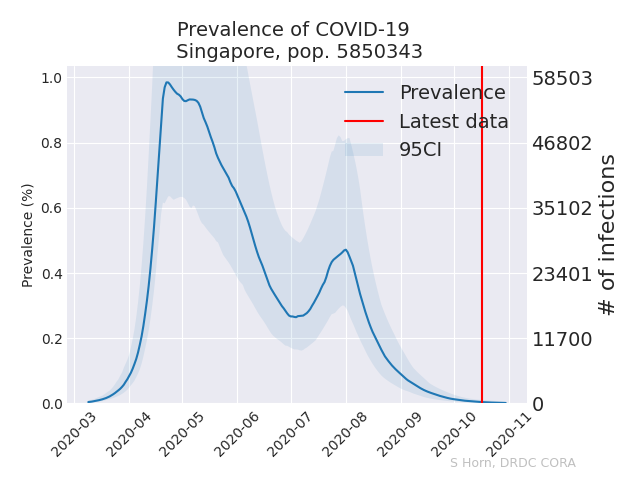 Prevalence of COVID-19
Singapore, pop. 5850343
Prevalence (%)
1.0
0.8
0.6
0.4
0.2
0.0
58503
46802
35102
23401
11700
0
# of infections
Prevalence
Latest data
95CI
2020-03
2020-04
2020-05
2020-06
2020-07
2020-08
2020-09
2020-10
2020-11
S Horn, DRDC CORA